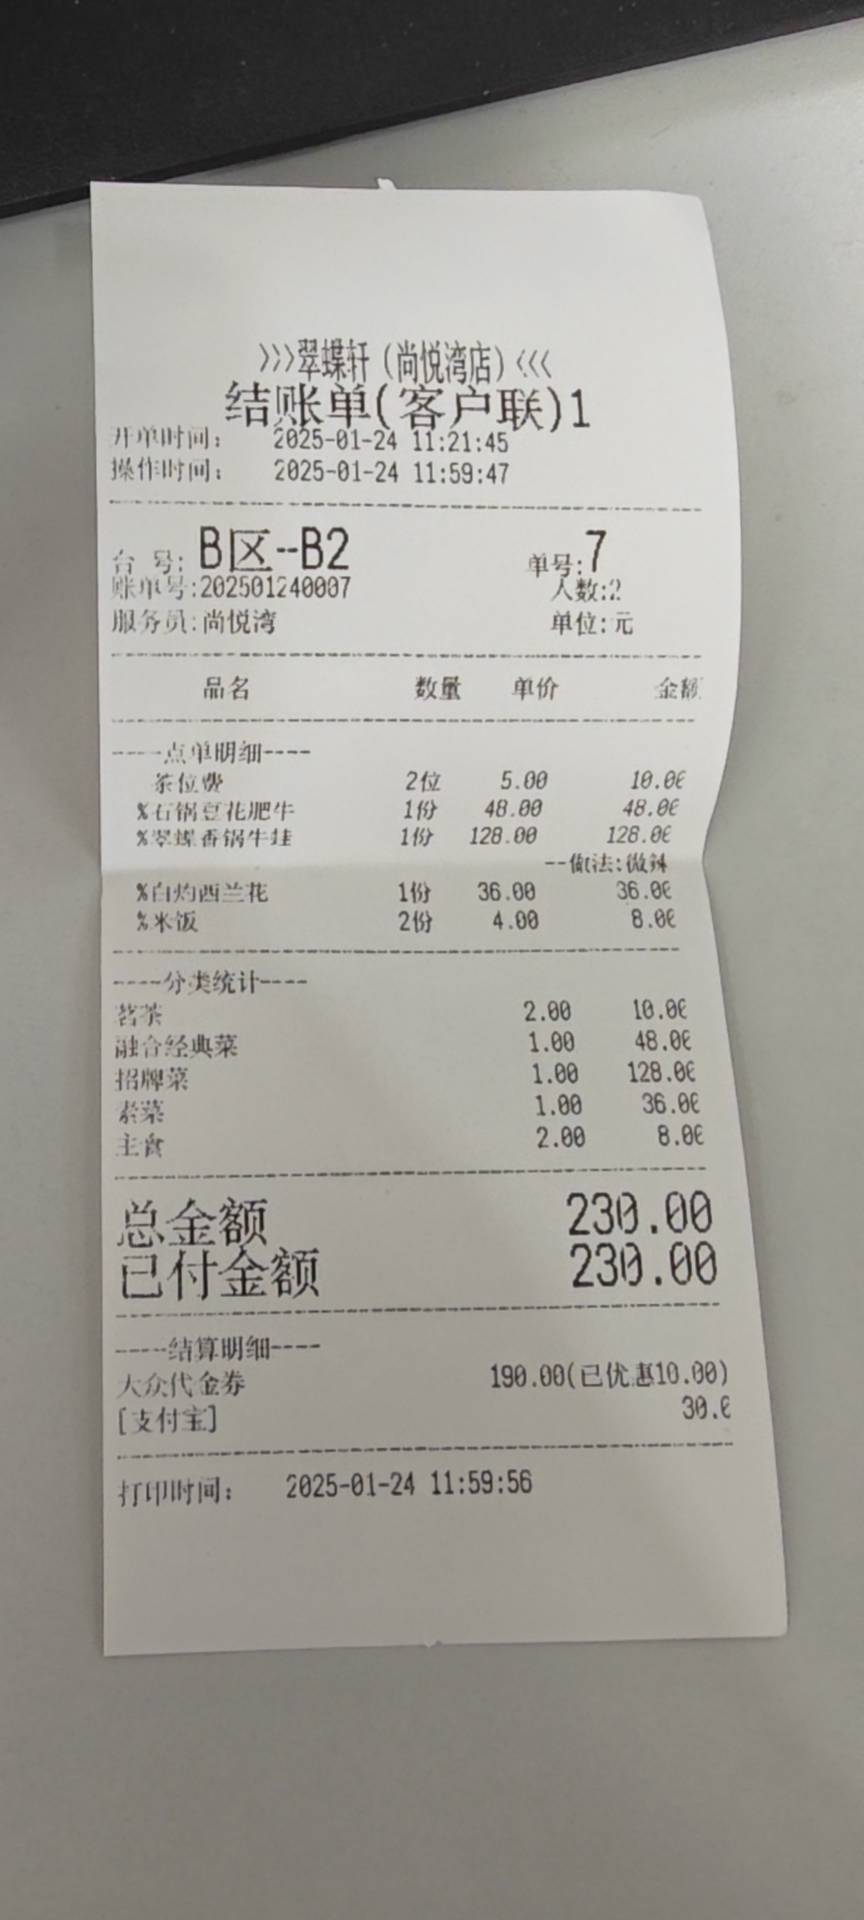 >>>翠蝶轩(尚悦湾店)<<<
结账单(客户联)1
开单时间: 2025-01-24 11:21:45
操作时间: 2025-01-24 11:59:47
台 号: B区--B2 单号:7
账单号:202501240007 人数:2
服务员:尚悦湾 单位:元
品名 数量 单价 金额
----点单明细----
茶位费 2位 5.00 10.00
%石锅豆花肥牛 1份 48.00 48.00
%翠蝶香锅牛蛙 1份 128.00 128.00
--做法:微辣
%白灼西兰花 1份 36.00 36.00
%米饭 2份 4.00 8.00
----分类统计----
茗茶 2.00 10.00
融合经典菜 1.00 48.00
招牌菜 1.00 128.00
素菜 1.00 36.00
主食 2.00 8.00
总金额 230.00
已付金额 230.00
----结算明细----
大众代金券 190.00(已优惠10.00)
[支付宝] 30.0
打印时间: 2025-01-24 11:59:56